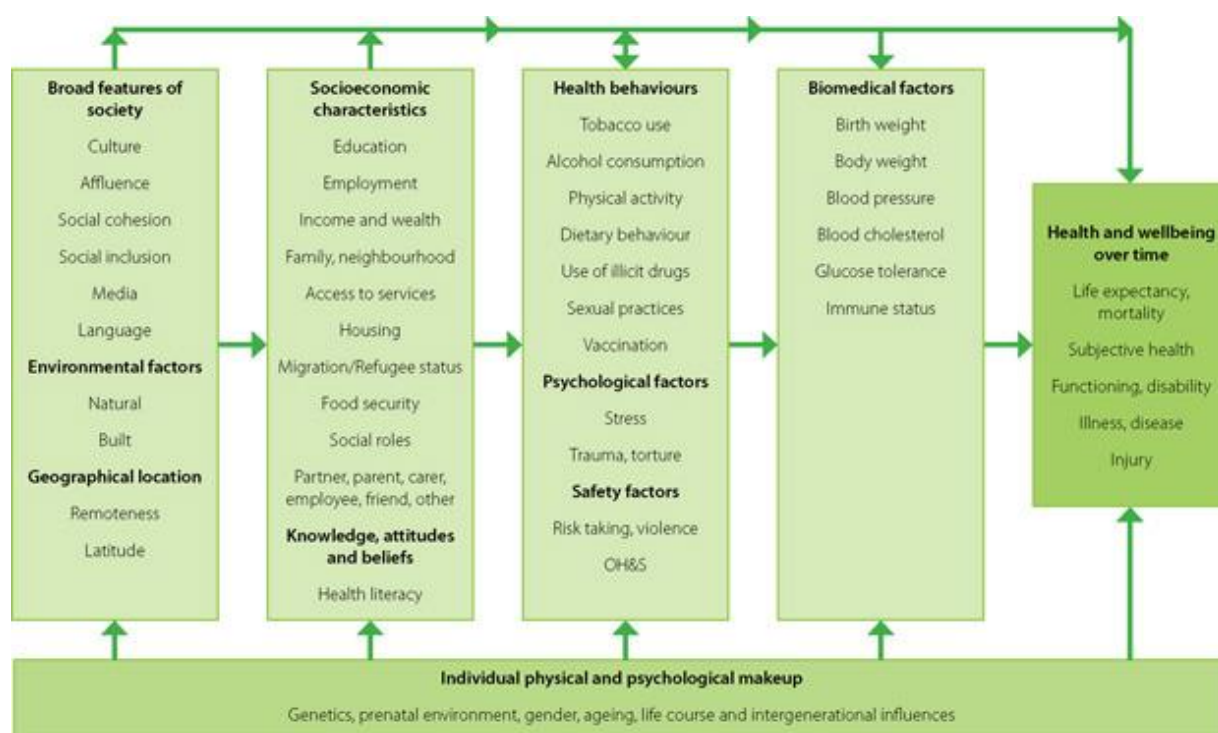 Broad features of
society
Culture
Affluence
Social cohesion
Social inclusion
Media
Language
Environmental factors
Natural
Built
Geographical location
Remoteness
Latitude
Socioeconomic
characteristics
Education
Employment
Income and wealth
Family, neighbourhood
Access to services
Housing
Migration/Refugee status
Food security
Social roles
Partner, parent, carer,
employee, friend, other
Knowledge, attitudes
and beliefs
Health literacy
Health behaviours
Tobacco use
Alcohol consumption
Physical activity
Dietary behaviour
Use of illicit drugs
Sexual practices
Vaccination
Psychological factors
Stress
Trauma, torture
Safety factors
Risk taking, violence
OH&S
Biomedical factors
Birth weight
Body weight
Blood pressure
Blood cholesterol
Glucose tolerance
Immune status
Health and wellbeing
over time
Life expectancy,
mortality
Subjective health
Functioning, disability
Illness, disease
Injury
Individual physical and psychological makeup
Genetics, prenatal environment, gender, ageing, life course and intergenerational influences